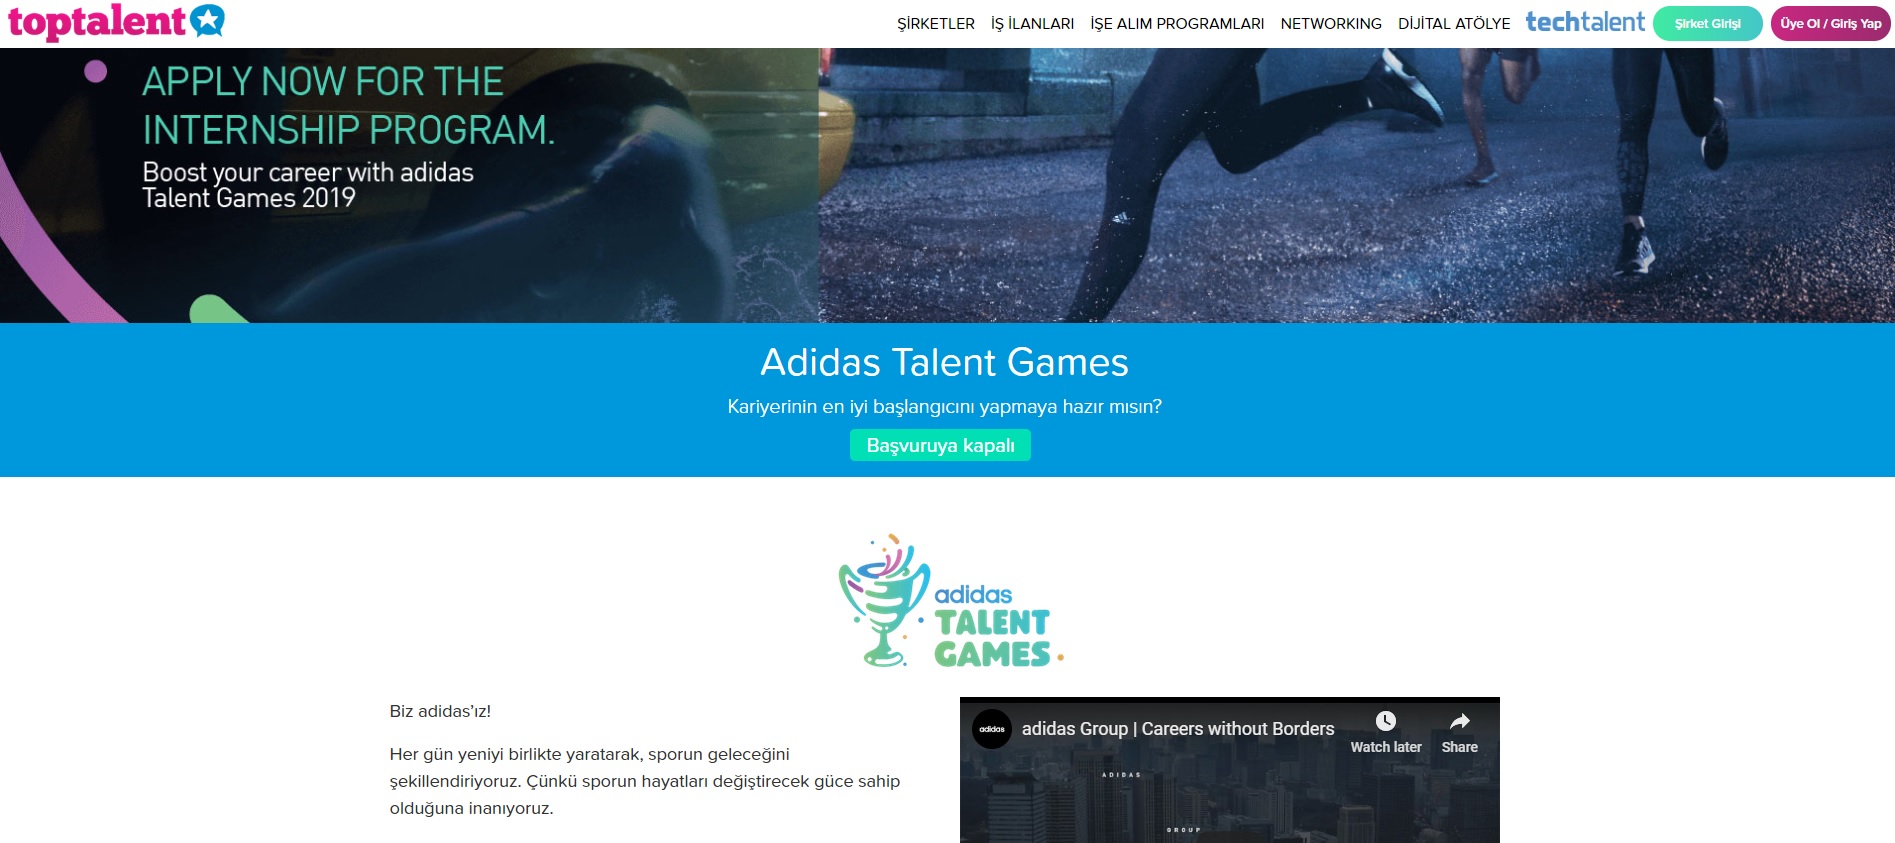 toptalent
ŞİRKETLER İŞ İLANLARI İŞE ALIM PROGRAMLARI NETWORKING DİJİTAL ATÖLYE techtalent Şirket Girişi Üye Ol / Giriş Yap
APPLY NOW FOR THE
INTERNSHIP PROGRAM.
Boost your career with adidas
Talent Games 2019
Adidas Talent Games
Kariyerinin en iyi başlangıcını yapmaya hazır mısın?
Başvuruya kapalı
adidas
TALENT
GAMES
Biz adidas'ız!
Her gün yeniyi birlikte yaratarak, sporun geleceğini
şekillendiriyoruz. Çünkü sporun hayatları değiştirecek güce sahip
olduğuna inanıyoruz.
adidas
adidas Group | Careers without Borders
Watch later
Share
ADIDAS
GROUP